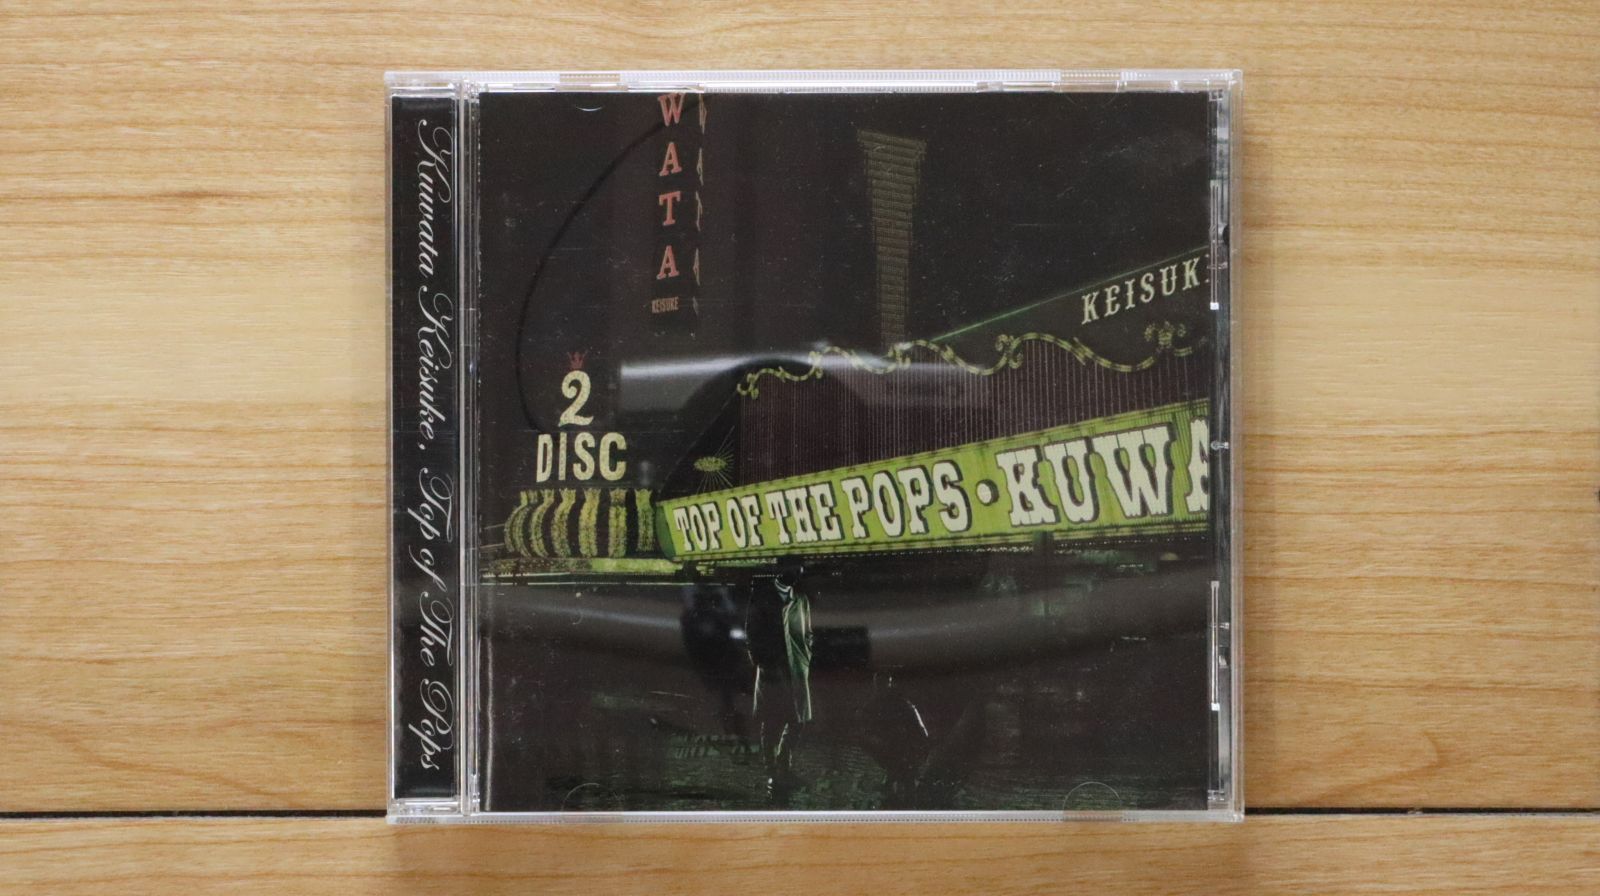 Kuwata Keisuke, Top of The Pops
WATA
KEISUKE
KEISUK
2
DISC
TOP OF THE POPS · KUWA